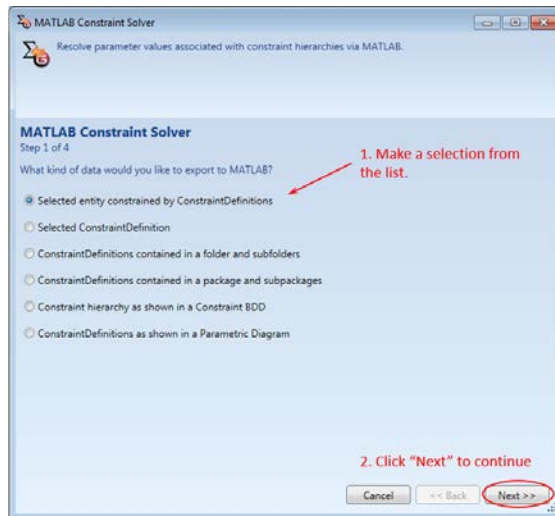 MATLAB Constraint Solver
Resolve parameter values associated with constraint hierarchies via MATLAB.
MATLAB Constraint Solver
Step 1 of 4
What kind of data would you like to export to MATLAB?
1. Make a selection from
the list.
Selected entity constrained by ConstraintDefinitions
Selected ConstraintDefinition
ConstraintDefinitions contained in a folder and subfolders
ConstraintDefinitions contained in a package and subpackages
Constraint hierarchy as shown in a Constraint BDD
ConstraintDefinitions as shown in a Parametric Diagram
2. Click “Next” to continue
Cancel << Back Next >>